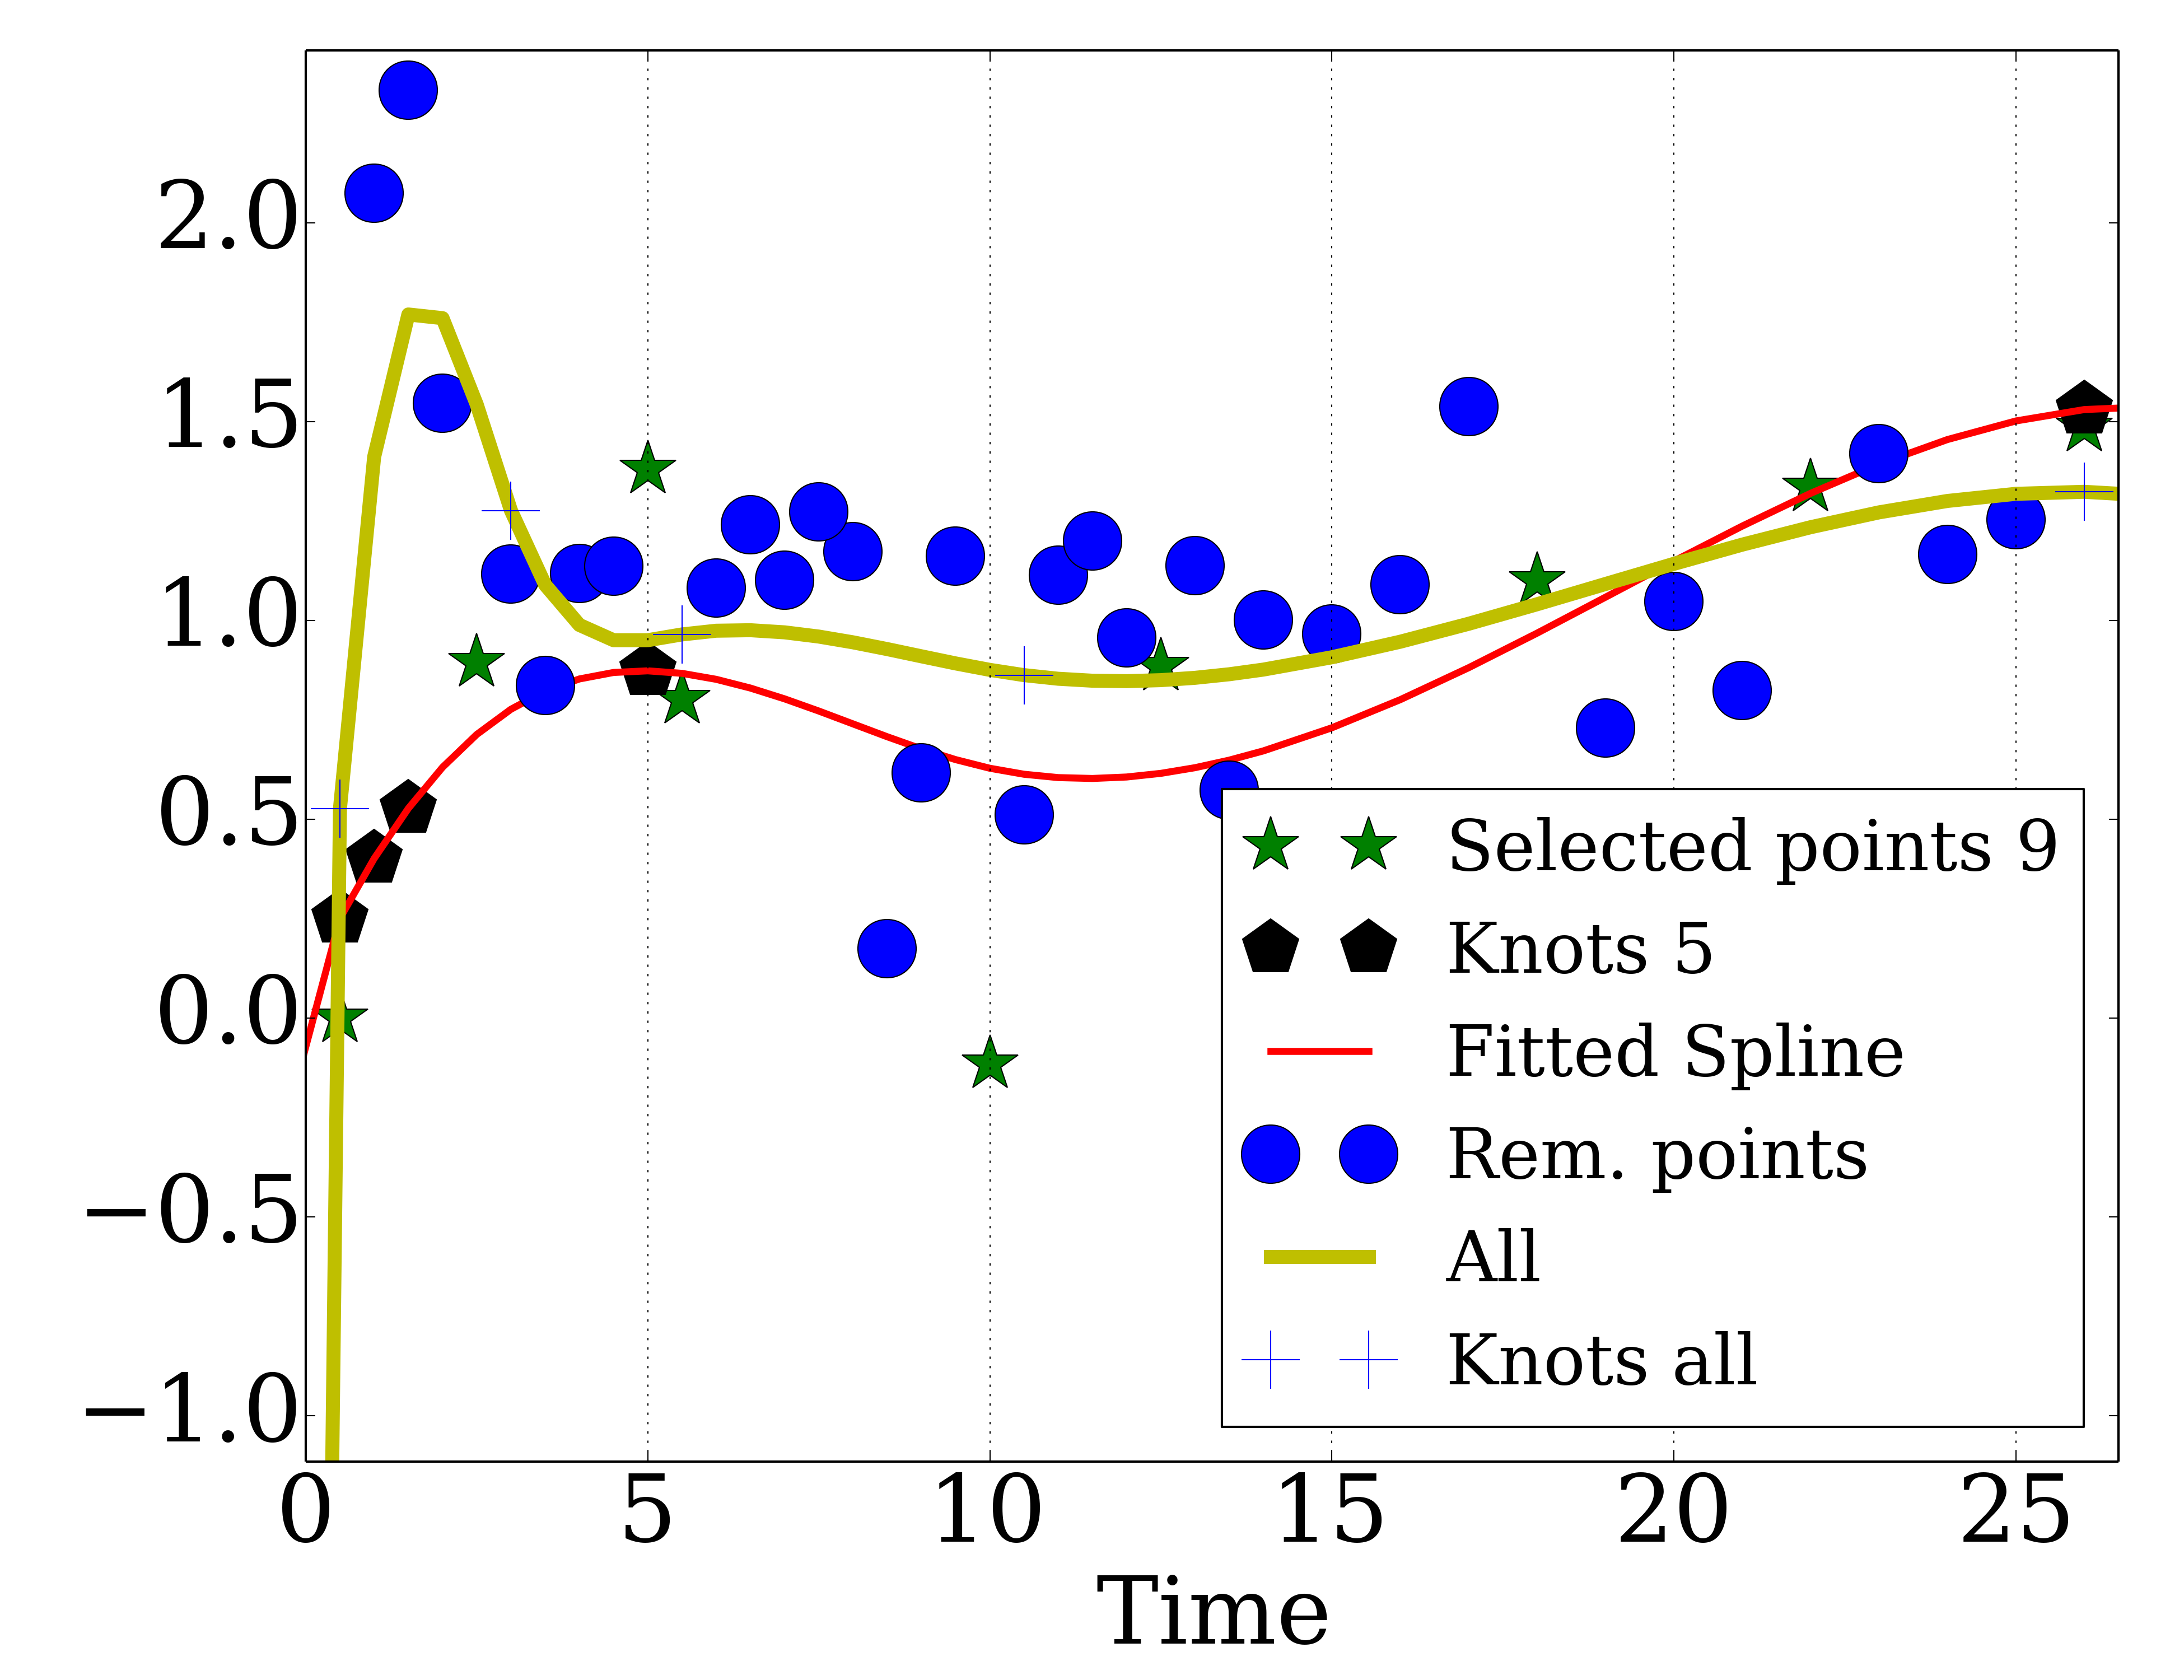 2.0
1.5
1.0
0.5
0.0
−0.5
−1.0
0 5 10 15 20 25
Time
Selected points 9
Knots 5
Fitted Spline
Rem. points
All
Knots all